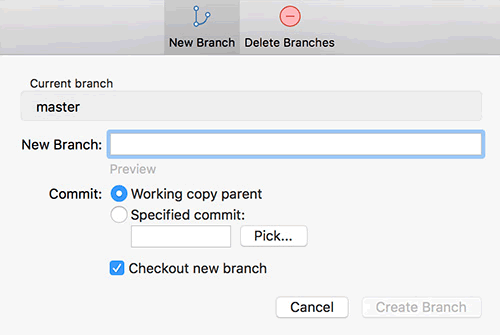 New Branch Delete Branches
Current branch
master
New Branch:
Preview
Commit: Working copy parent
Specified commit:
Pick...
Checkout new branch
Cancel Create Branch